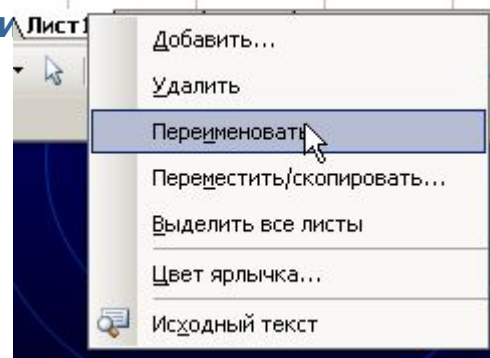 и
Лист1
Добавить...
Удалить
Переименовать
Переместить/скопировать...
Выделить все листы
Цвет ярлычка...
Исходный текст